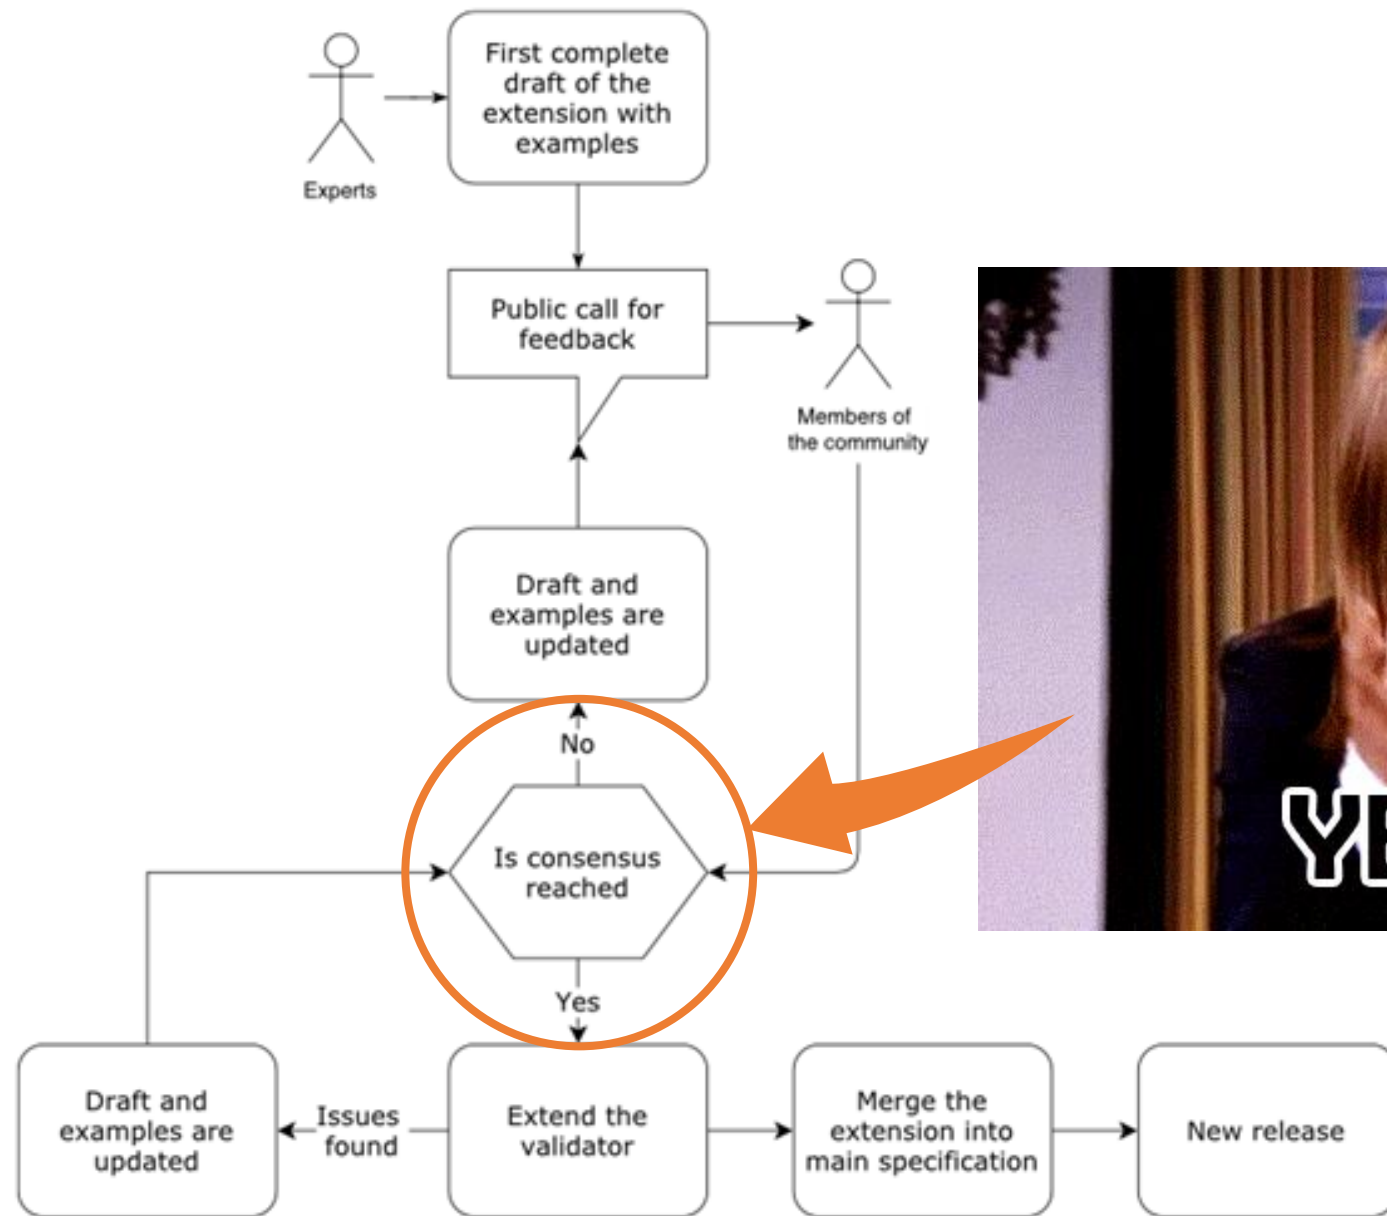 First complete
draft of the
extension with
examples
Experts
Public call for
feedback
Members of
the community
Draft and
examples are
updated
No
Is consensus
reached
Yes
Draft and
examples are
updated
Issues
found
Extend the
validator
Merge the
extension into
main specification
New release